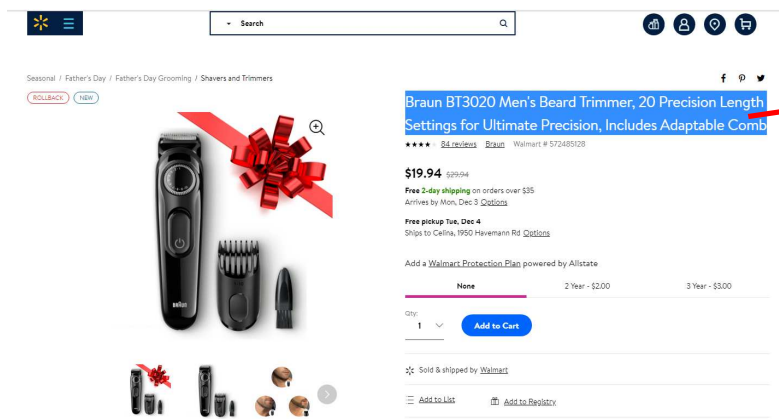 Search
Seasonal / Father's Day / Father's Day Grooming / Shavers and Trimmers
ROLLBACK NEW
Braun BT3020 Men's Beard Trimmer, 20 Precision Length
Settings for Ultimate Precision, Includes Adaptable Comb
84 reviews Braun Walmart # 572485128
$19.94 $29.94
Free 2-day shipping on orders over $35
Arrives by Mon, Dec 3 Options
Free pickup Tue, Dec 4
Ships to Celina, 1950 Havemann Rd Options
Add a Walmart Protection Plan powered by Allstate
None 2 Year - $2.00 3 Year - $3.00
Qty:
1 Add to Cart
Sold & shipped by Walmart
Add to List Add to Registry
BRAUN